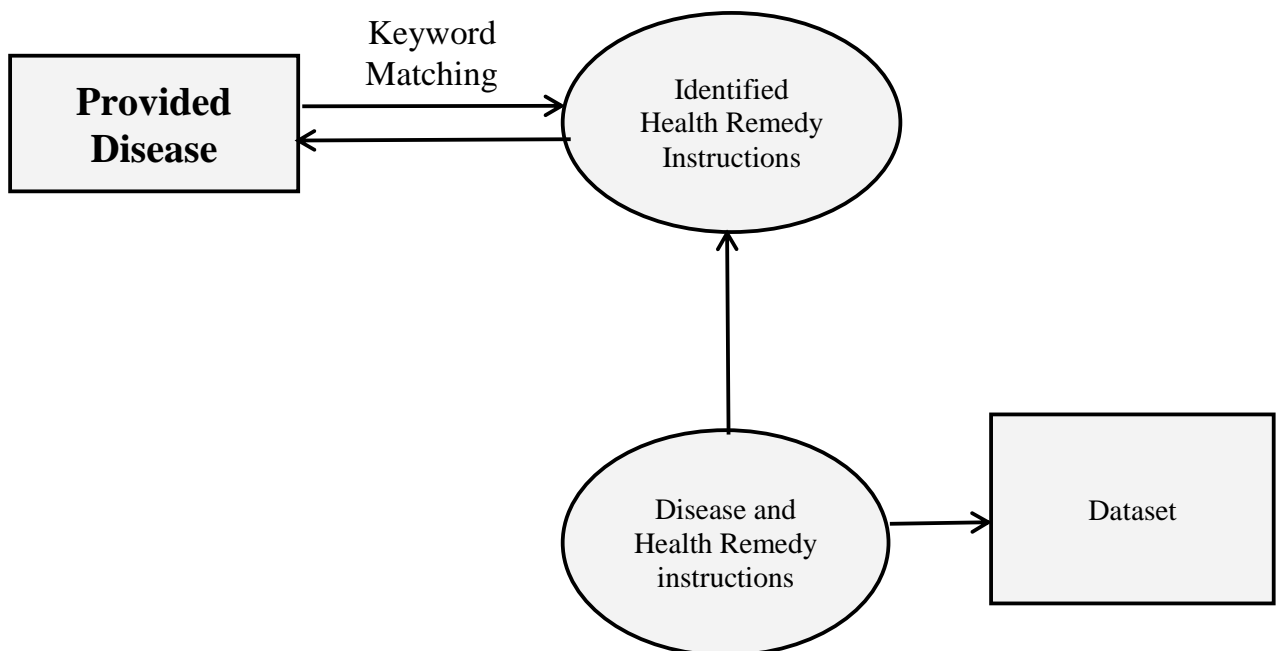 Keyword
Matching
Provided
Disease
Identified
Health Remedy
Instructions
Disease and
Health Remedy
instructions
Dataset